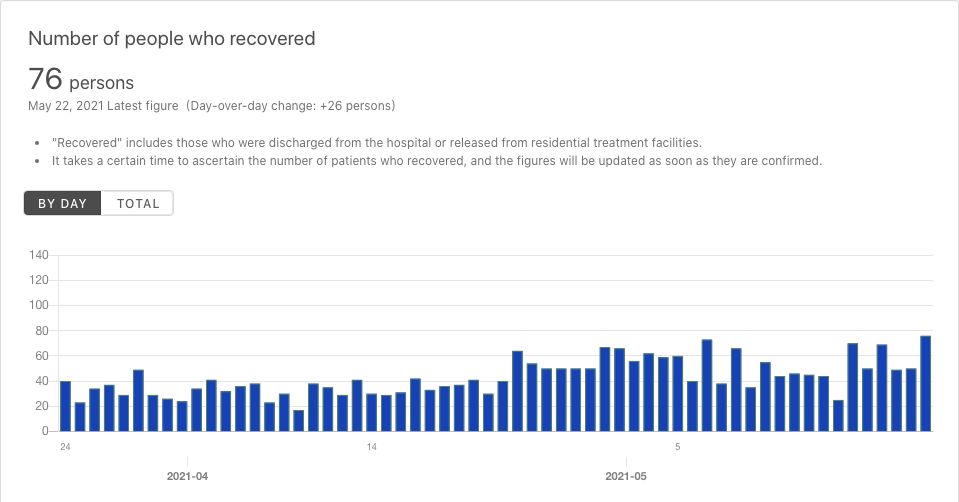 Number of people who recovered
76 persons
May 22, 2021 Latest figure (Day-over-day change: +26 persons)
• "Recovered" includes those who were discharged from the hospital or released from residential treatment facilities.
• It takes a certain time to ascertain the number of patients who recovered, and the figures will be updated as soon as they are confirmed.
BY DAY TOTAL
140
120
100
80
60
40
20
0
24 14 5
2021-04 2021-05